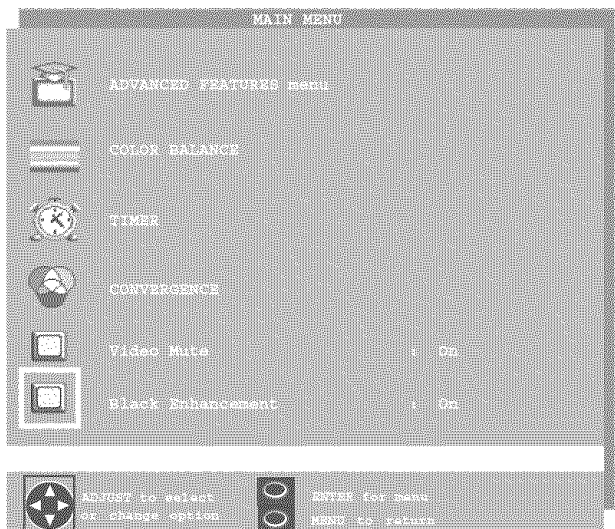 MAIN MENU
ADVANCED FEATURES menu
COLOR BALANCE
TIMER
CONVERGENCE
Video Mute : On
Black Enhancement : On
ADJUST to select
or change option
ENTER for menu
MENU to return